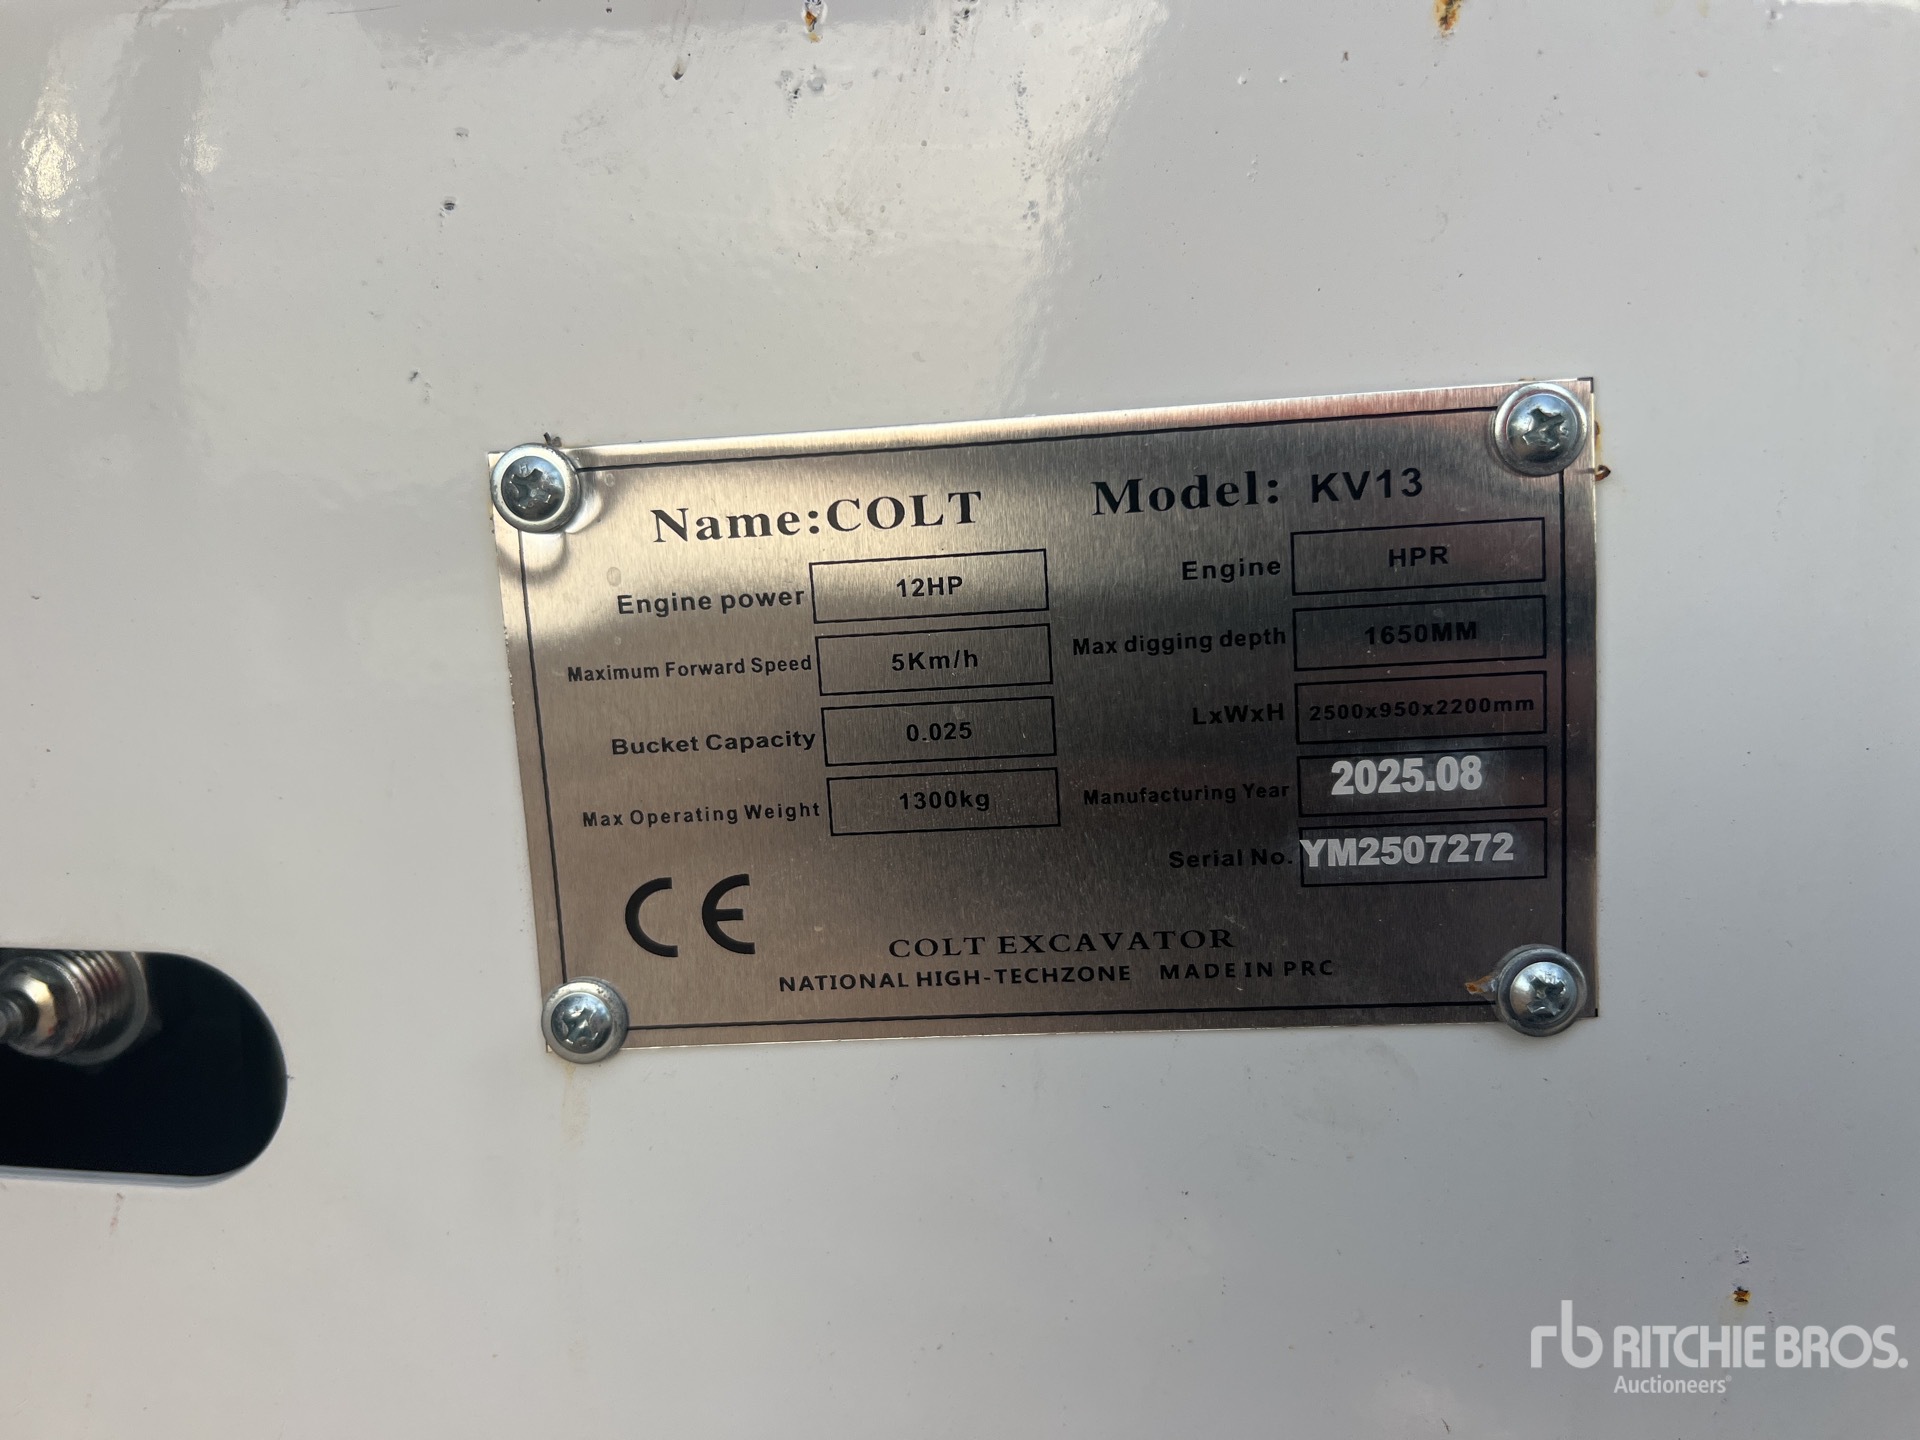 Name:COLT Model: KV13
Engine power 12HP Engine HPR
Maximum Forward Speed 5Km/h Max digging depth 1650MM
Bucket Capacity 0.025 LxWxH 2500x950x2200mm
Max Operating Weight 1300kg Manufacturing Year 2025.08
Serial No. YM2507272
CE
COLT EXCAVATOR
NATIONAL HIGH-TECHZONE MADE IN PRC
rb RITCHIE BROS.
Auctioneers